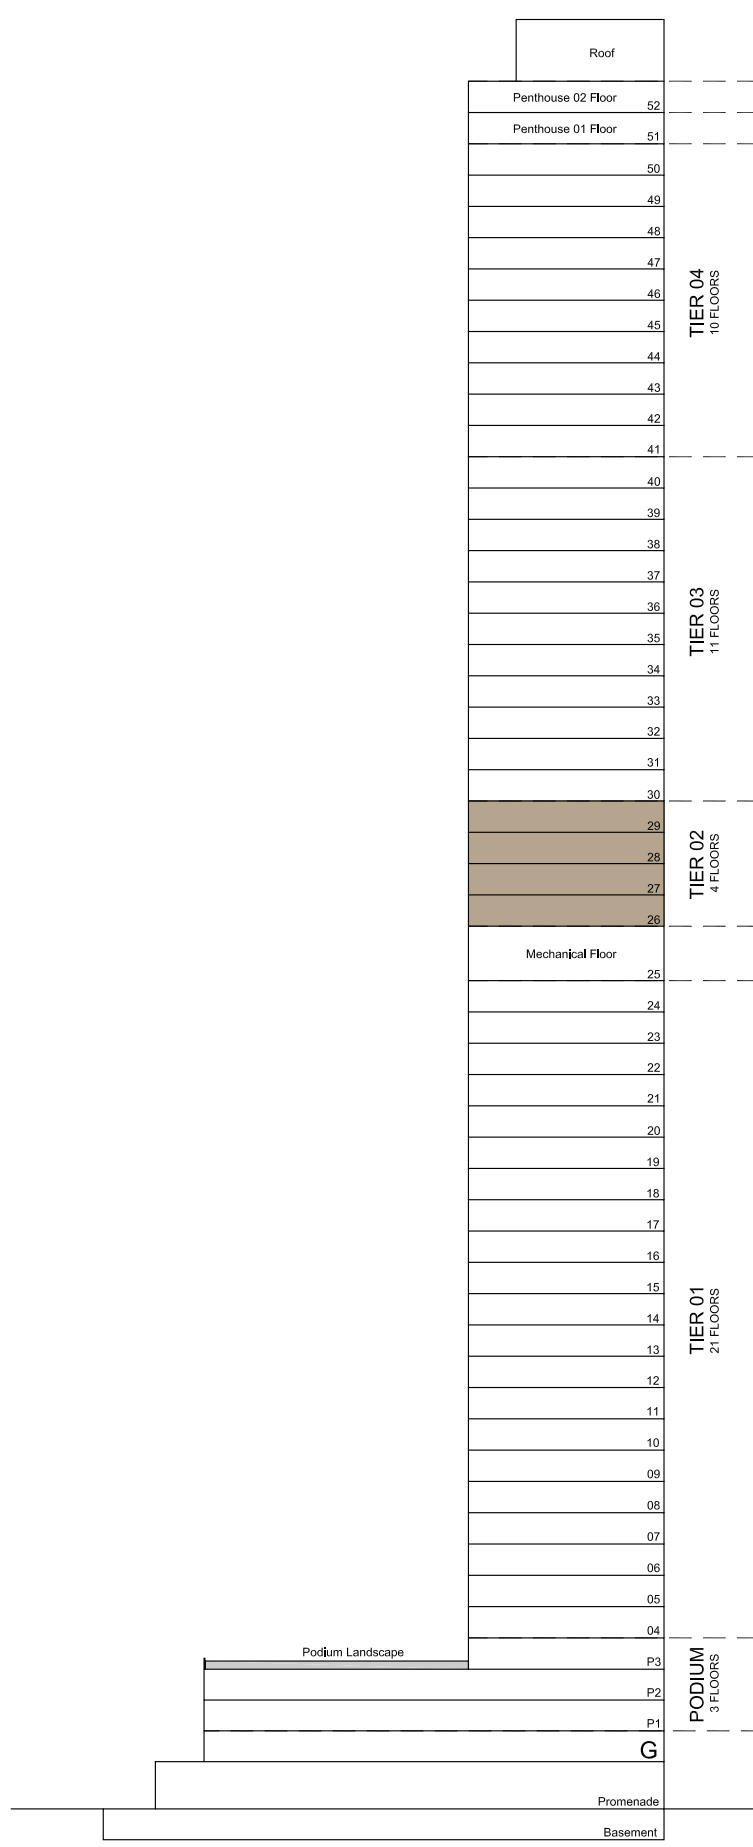 Roof
Penthouse 02 Floor
52
Penthouse 01 Floor
51
50
49
48
47
46
45
44
43
42
41
TIER 04
10 FLOORS
40
39
38
37
36
35
34
33
32
31
30
TIER 03
11 FLOORS
29
28
27
26
TIER 02
4 FLOORS
Mechanical Floor
25
24
23
22
21
20
19
18
17
16
15
14
13
12
11
10
09
08
07
06
05
04
TIER 01
21 FLOORS
Podium Landscape
P3
P2
P1
PODIUM
3 FLOORS
G
Promenade
Basement